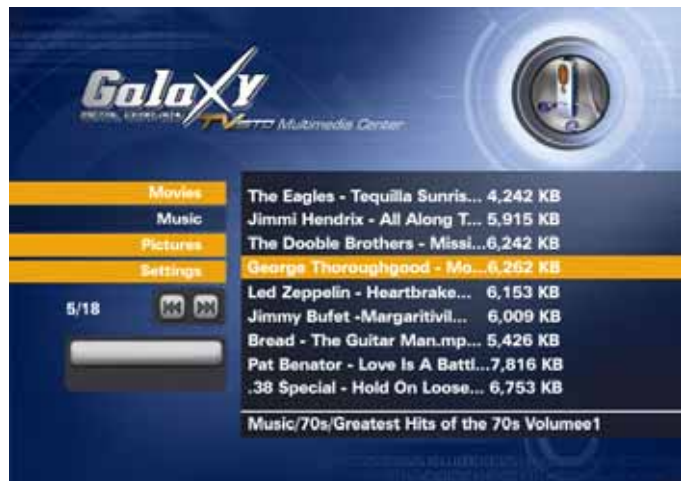 Galaxy
TVisto Multimedia Center
Movies
Music
Pictures
Settings
5/18
The Eagles - Tequilla Sunris... 4,242 KB
Jimmi Hendrix - All Along T... 5,915 KB
The Dooble Brothers - Missi...6,242 KB
George Thoroughgood - Mo...6,262 KB
Led Zeppelin - Heartbrake... 6,153 KB
Jimmy Bufet -Margaritivil... 6,009 KB
Bread - The Guitar Man.mp... 5,426 KB
Pat Benator - Love Is A Battl...7,816 KB
.38 Special - Hold On Loose... 6,753 KB
Music/70s/Greatest Hits of the 70s Volumee1